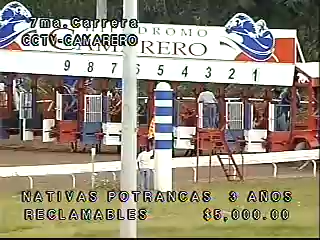 7ma.Carrera
CCTV-CAMARERO
DROMO
RERO
9 8 7 6 5 4 3 2 1
NATIVAS POTRANCAS 3 AÑOS
RECLAMABLES $5,000.00